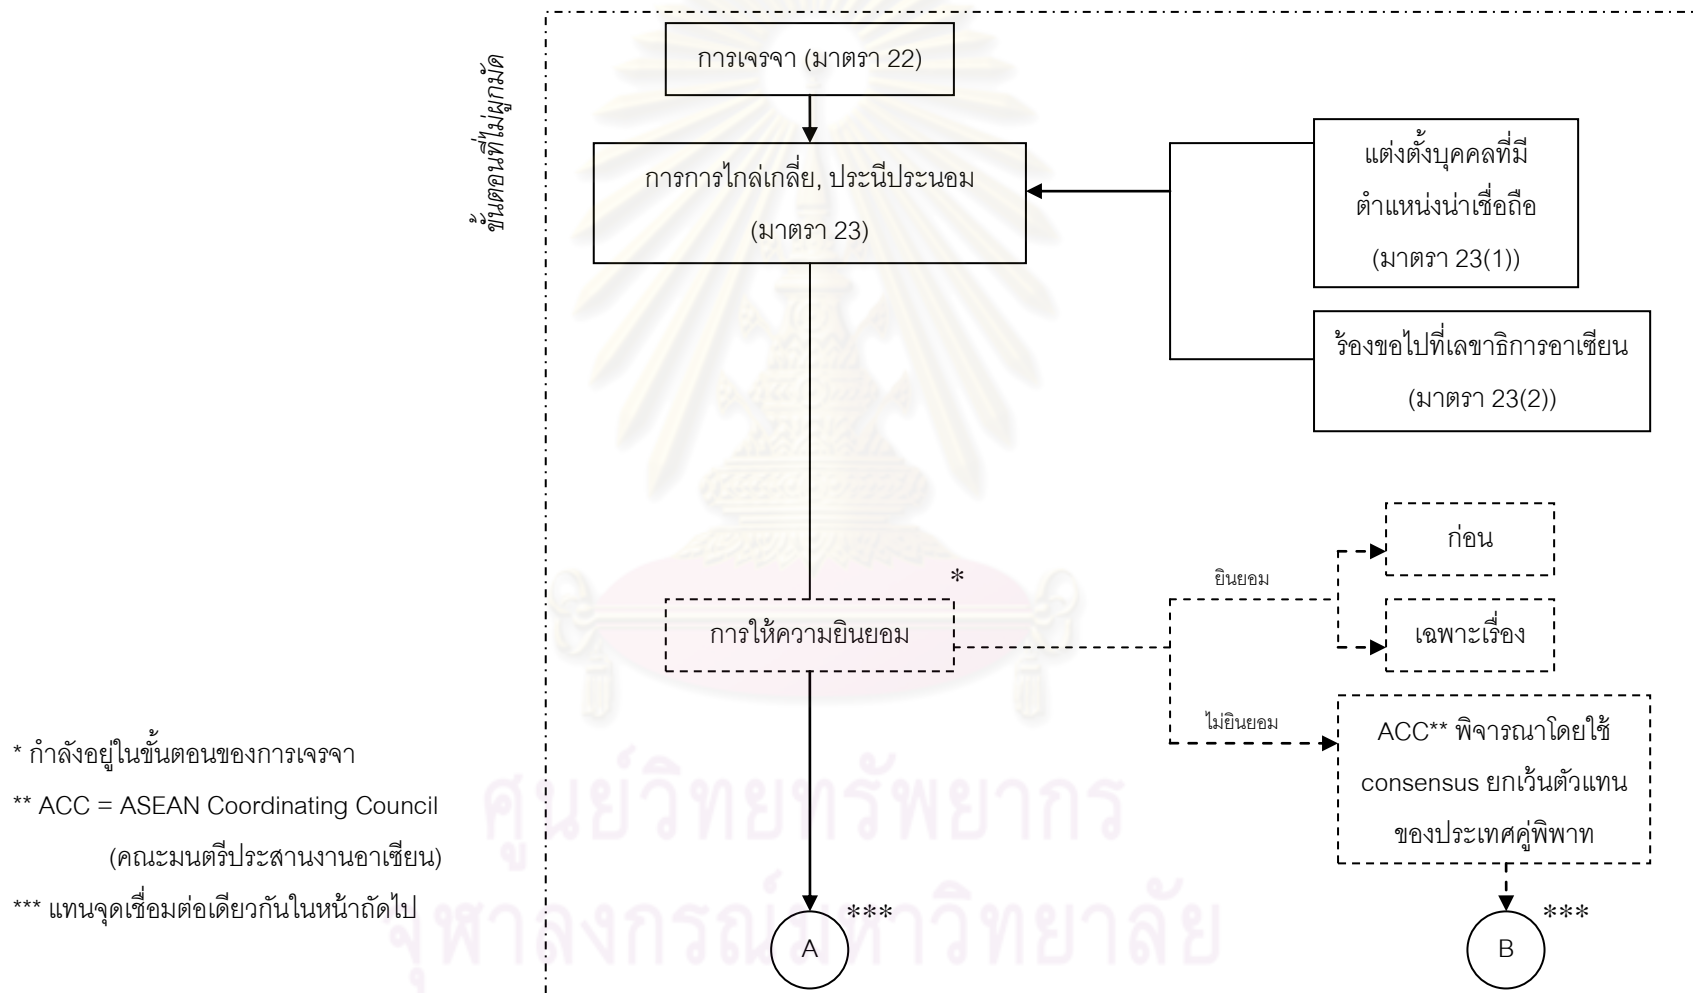 ขั้นตอนที่ไม่ผูกมัด
การเจรจา (มาตรา 22)
การการไกล่เกลี่ย, ประนีประนอม
(มาตรา 23)
แต่งตั้งบุคคลที่มี
ตำแหน่งน่าเชื่อถือ
(มาตรา 23(1))
ร้องขอไปที่เลขาธิการอาเซียน
(มาตรา 23(2))
*
การให้ความยินยอม
ยินยอม
ก่อน
เฉพาะเรื่อง
ไม่ยินยอม
ACC** พิจารณาโดยใช้
consensus ยกเว้นตัวแทน
ของประเทศคู่พิพาท
A
***
B
***
* กำลังอยู่ในขั้นตอนของการเจรจา
** ACC = ASEAN Coordinating Council
(คณะมนตรีประสานงานอาเซียน)
*** แทนจุดเชื่อมต่อเดียวกันในหน้าถัดไป
ศูนย์วิทยทรัพยากร
จุฬาลงกรณ์มหาวิทยาลัย